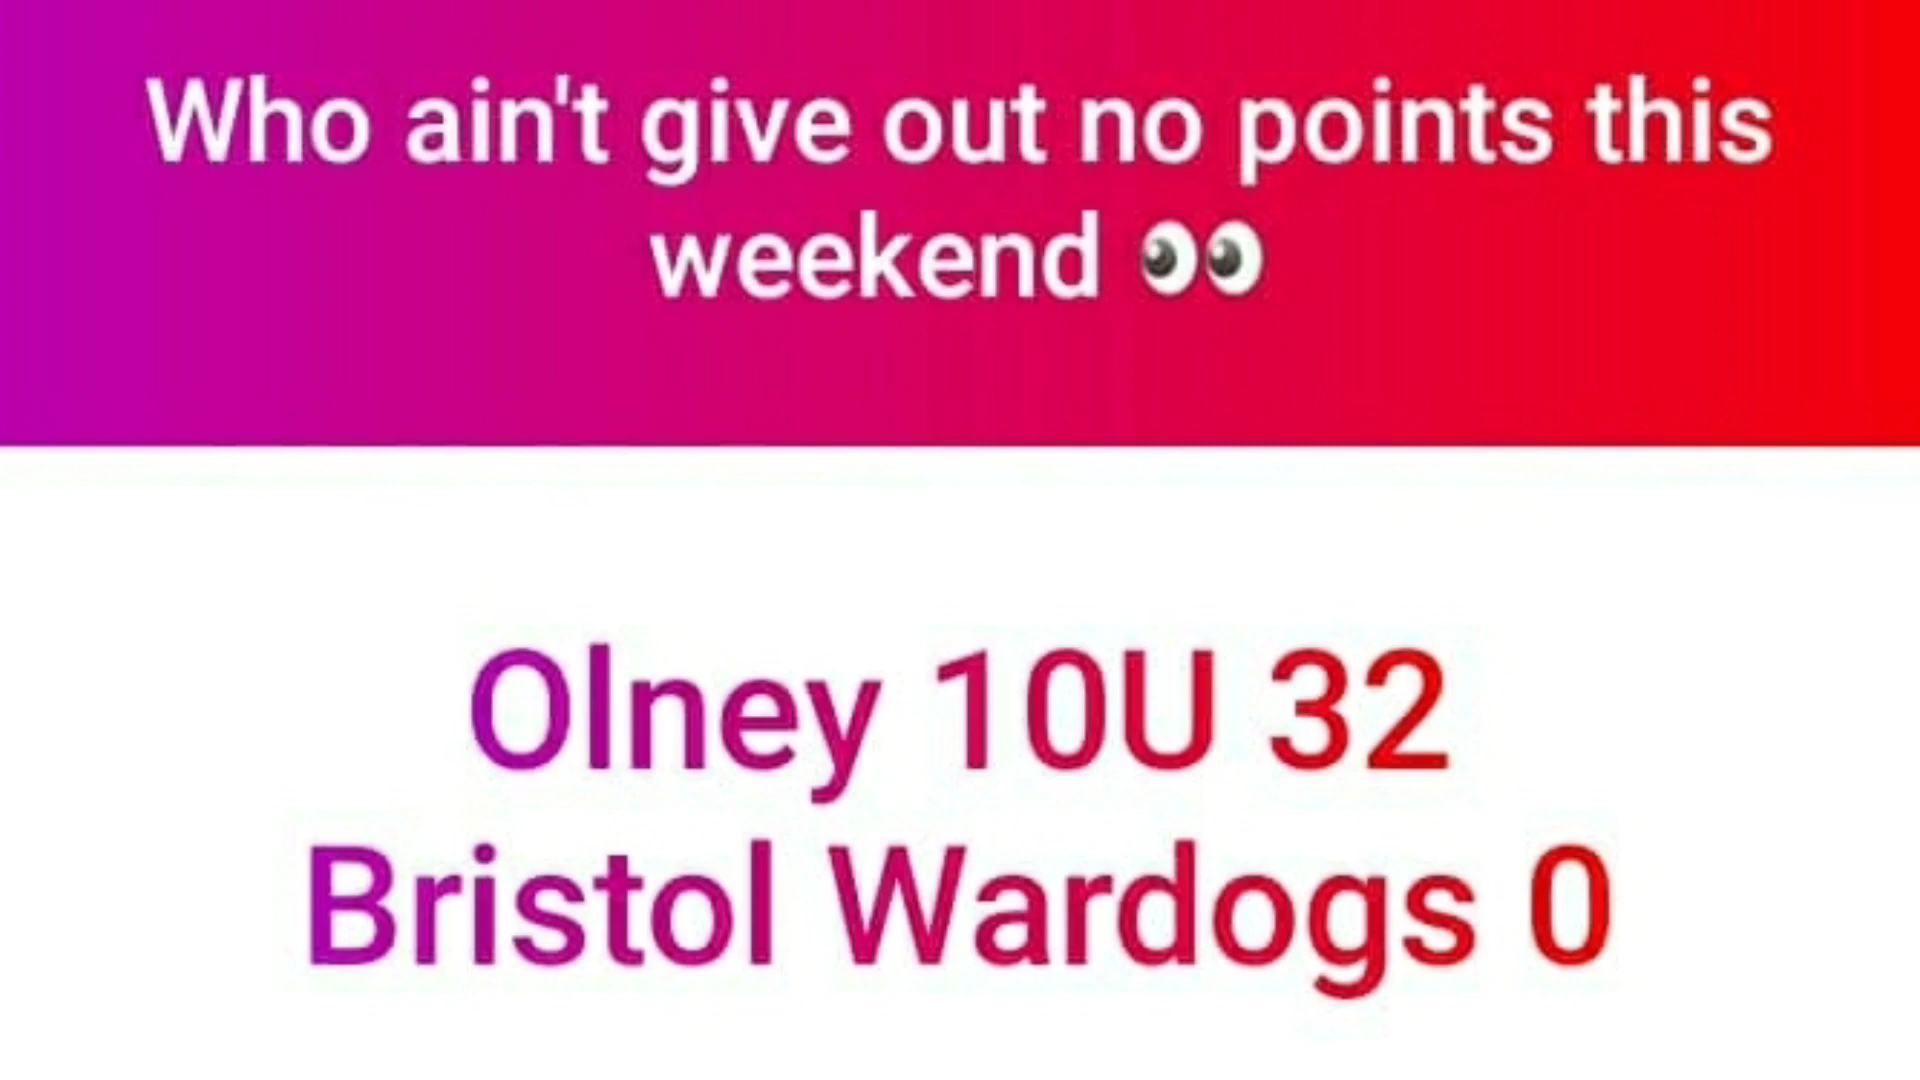 Who ain't give out no points this
weekend 👀
Olney 10U 32
Bristol Wardogs 0